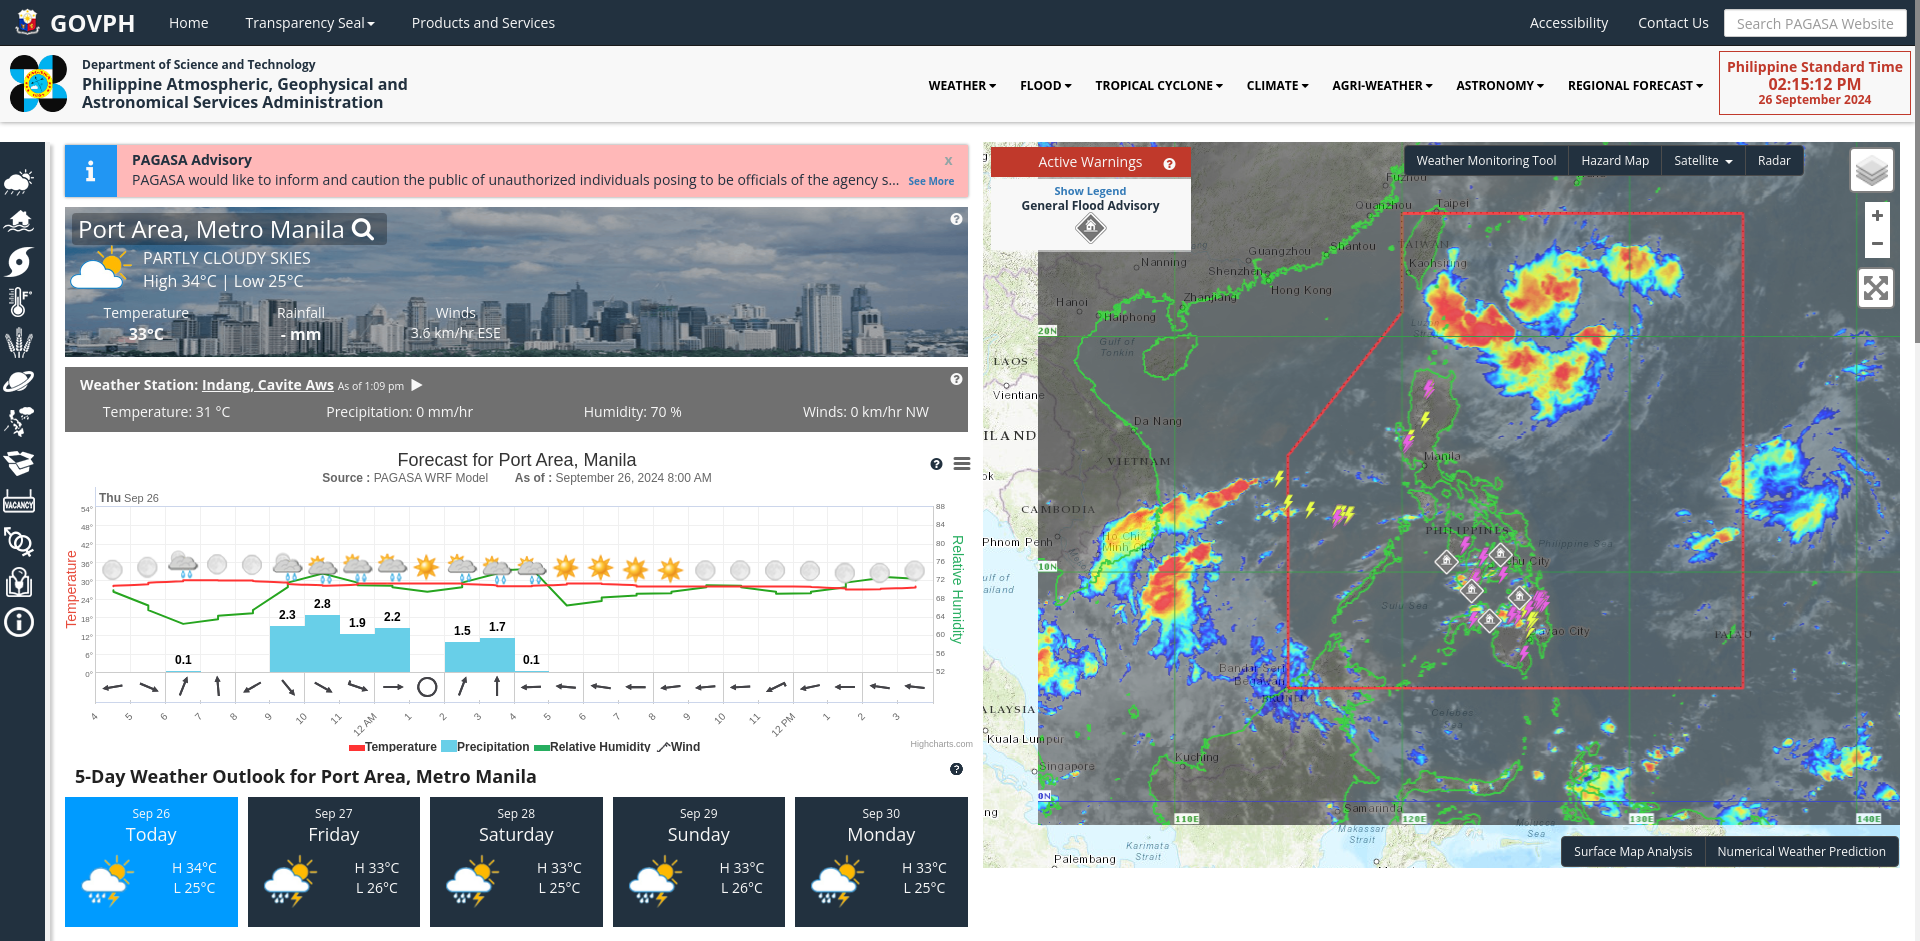 GOVPH
Home
Transparency Seal
Products and Services
Accessibility
Contact Us
Search PAGASA Website
Department of Science and Technology
Philippine Atmospheric, Geophysical and
Astronomical Services Administration
WEATHER
FLOOD
TROPICAL CYCLONE
CLIMATE
AGRI-WEATHER
ASTRONOMY
REGIONAL FORECAST
Philippine Standard Time
02:15:12 PM
26 September 2024
PAGASA Advisory
x
PAGASA would like to inform and caution the public of unauthorized individuals posing to be officials of the agency s...
See More
Port Area, Metro Manila
PARTLY CLOUDY SKIES
High 34°C | Low 25°C
Temperature
Rainfall
Winds
33°C
- mm
3.6 km/hr ESE
Weather Station: Indang, Cavite Aws As of 1:09 pm
Temperature: 31 °C
Precipitation: 0 mm/hr
Humidity: 70 %
Winds: 0 km/hr NW
Forecast for Port Area, Manila
Source : PAGASA WRF Model As of : September 26, 2024 8:00 AM
Thu Sep 26
54°
48°
42°
36°
30°
24°
18°
12°
6°
0°
Temperature
88
84
80
76
72
68
64
60
56
52
Relative Humidity
0.1
2.3
2.8
1.9
2.2
1.5
1.7
0.1
4
5
6
7
8
9
10
11
12 AM
1
2
3
4
5
6
7
8
9
10
11
12 PM
1
2
3
Temperature
Precipitation
Relative Humidity
Wind
Highcharts.com
5-Day Weather Outlook for Port Area, Metro Manila
Sep 26
Today
H 34°C
L 25°C
Sep 27
Friday
H 33°C
L 26°C
Sep 28
Saturday
H 33°C
L 25°C
Sep 29
Sunday
H 33°C
L 26°C
Sep 30
Monday
H 33°C
L 25°C
VACANCY
Active Warnings
Show Legend
General Flood Advisory
Weather Monitoring Tool
Hazard Map
Satellite
Radar
+
−
Fuzhou
Quanzhou
Taipei
TAIWAN
Kaohsiung
Guangzhou
Shantou
Nanning
Shenzhen
Hong Kong
Zhanjiang
Hanoi
Haiphong
20N
Gulf of
Tonkin
LAOS
Vientiane
Da Nang
ILAND
VIETNAM
Manila
CAMBODIA
Phnom Penh
Ho Chi
Minh City
PHILIPPINES
Philippine S
10N
ulf of
ailand
Sulu Sea
PALAU
Bandar Seri
Begawan
BRUNEI
ALAYSIA
Celebes
Sea
Kuala Lumpur
Kuching
Singapore
0N
Samarinda
110E
120E
130E
140E
Makassar
Strait
Molucca
Sea
Karimata
Strait
Palembang
Surface Map Analysis
Numerical Weather Prediction